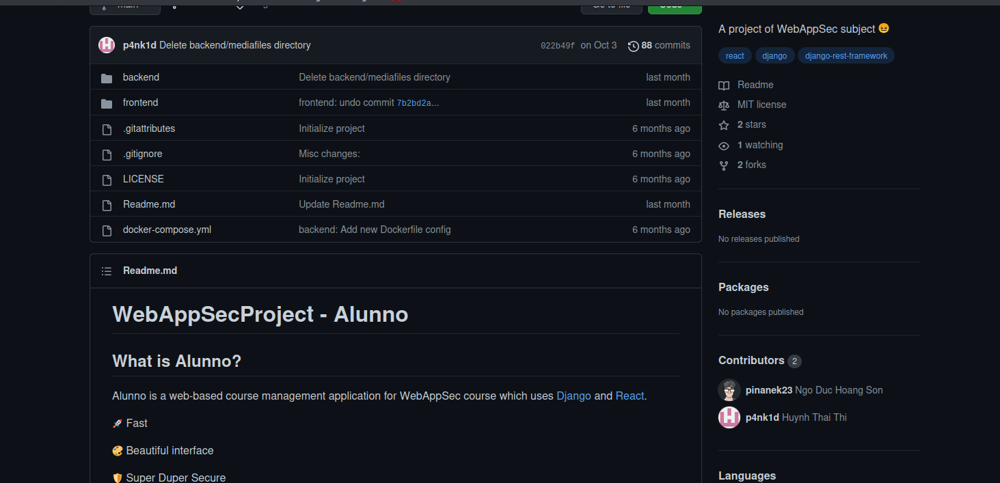 main
Go to file
Code
p4nk1d Delete backend/mediafiles directory
022b49f on Oct 3 88 commits
backend Delete backend/mediafiles directory last month
frontend frontend: undo commit 7b2bd2a... last month
.gitattributes Initialize project 6 months ago
.gitignore Misc changes: 6 months ago
LICENSE Initialize project 6 months ago
Readme.md Update Readme.md last month
docker-compose.yml backend: Add new Dockerfile config 6 months ago
Readme.md
WebAppSecProject - Alunno
What is Alunno?
Alunno is a web-based course management application for WebAppSec course which uses Django and React.
🚀 Fast
🎨 Beautiful interface
🛡️ Super Duper Secure
A project of WebAppSec subject 😖
react django django-rest-framework
Readme
MIT license
2 stars
1 watching
2 forks
Releases
No releases published
Packages
No packages published
Contributors 2
pinanek23 Ngo Duc Hoang Son
p4nk1d Huynh Thai Thi
Languages